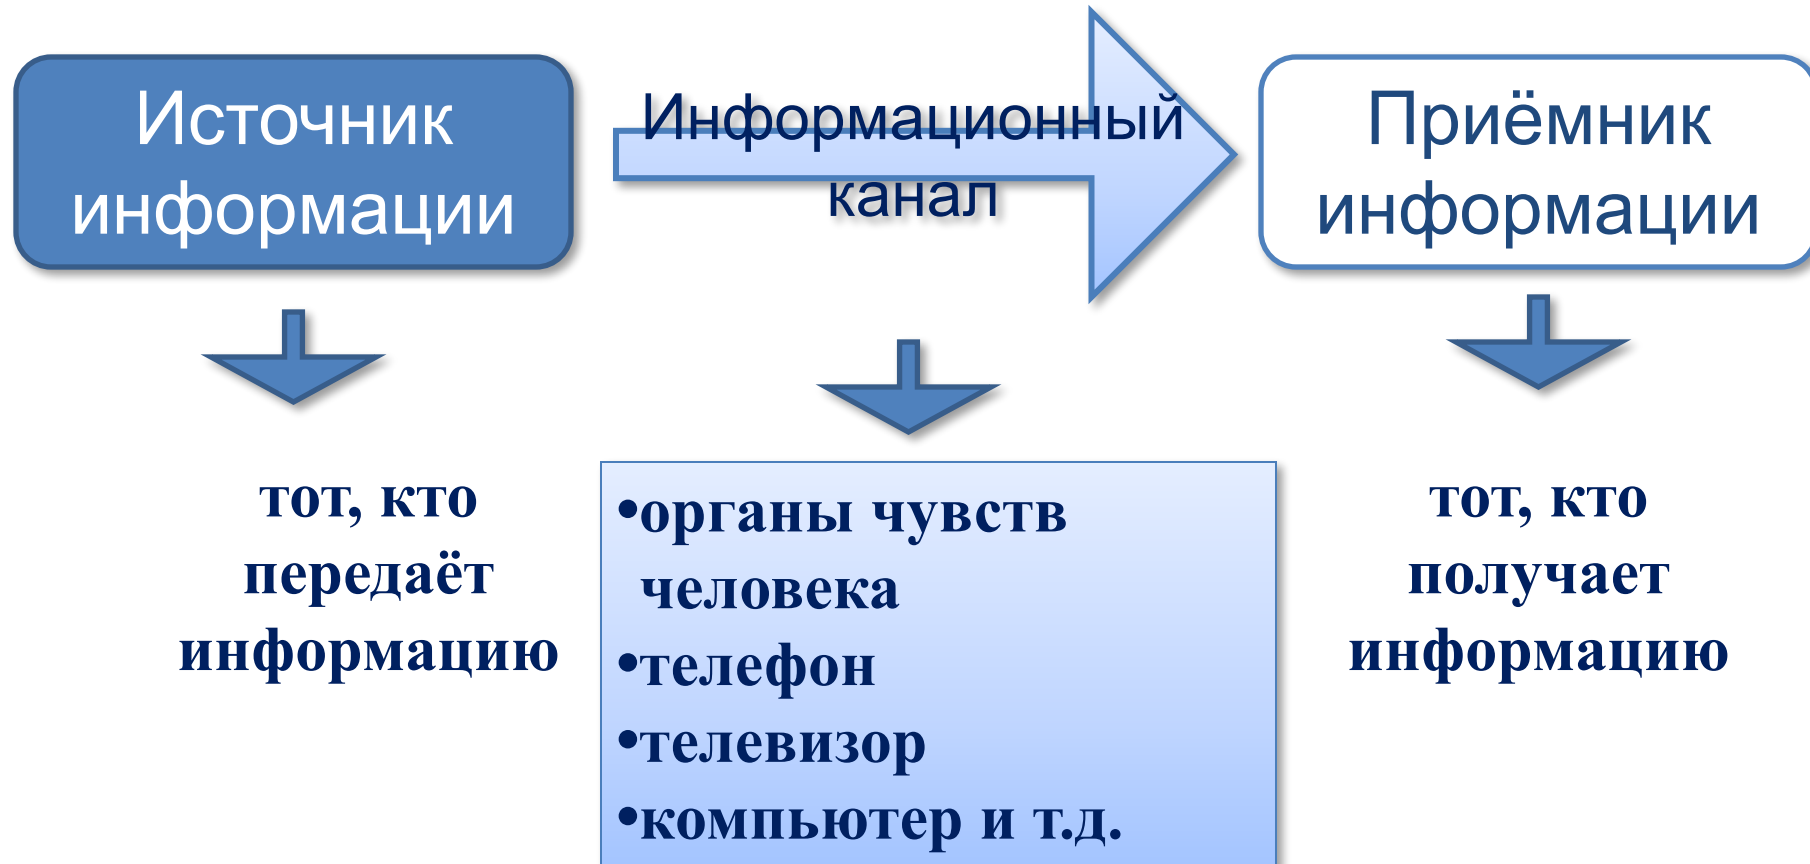 Источник
информации
Информационный
канал
Приёмник
информации
тот, кто
передаёт
информацию
•органы чувств
человека
•телефон
•телевизор
•компьютер и т.д.
тот, кто
получает
информацию